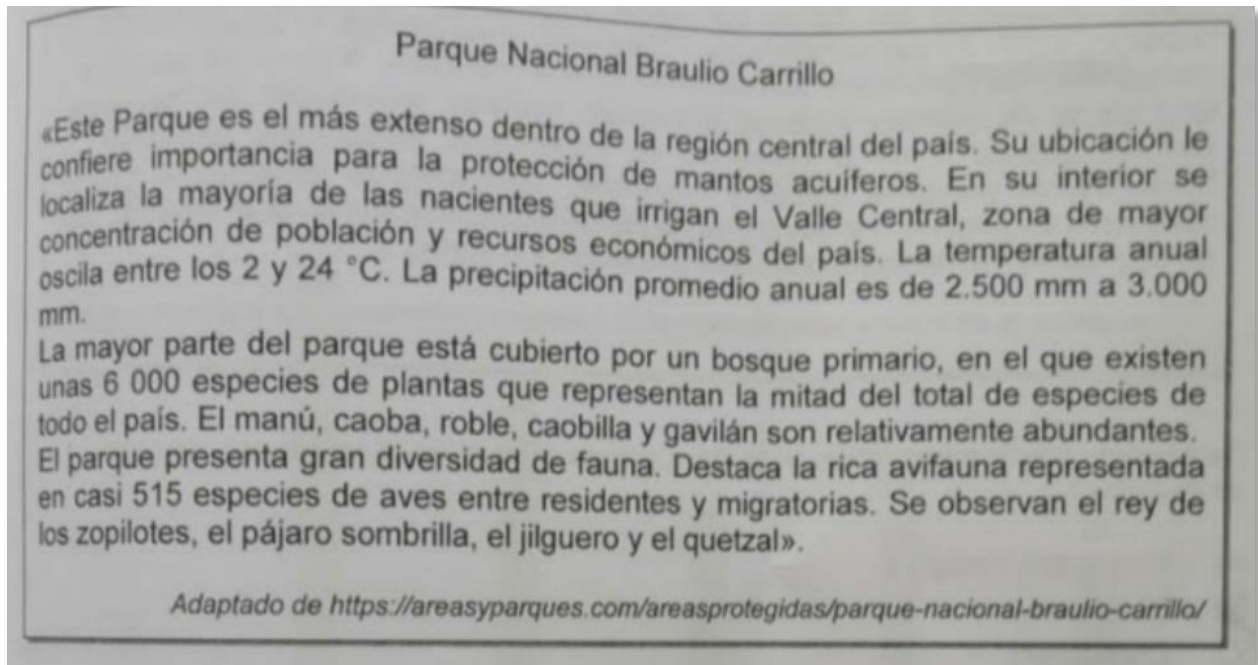 Parque Nacional Braulio Carrillo
«Este Parque es el más extenso dentro de la región central del país. Su ubicación le
confiere importancia para la protección de mantos acuíferos. En su interior se
localiza la mayoría de las nacientes que irrigan el Valle Central, zona de mayor
concentración de población y recursos económicos del país. La temperatura anual
oscila entre los 2 y 24 °C. La precipitación promedio anual es de 2.500 mm a 3.000
mm.
La mayor parte del parque está cubierto por un bosque primario, en el que existen
unas 6 000 especies de plantas que representan la mitad del total de especies de
todo el país. El manú, caoba, roble, caobilla y gavilán son relativamente abundantes.
El parque presenta gran diversidad de fauna. Destaca la rica avifauna representada
en casi 515 especies de aves entre residentes y migratorias. Se observan el rey de
los zopilotes, el pájaro sombrilla, el jilguero y el quetzal».
Adaptado de https://areasyparques.com/areasprotegidas/parque-nacional-braulio-carrillo/